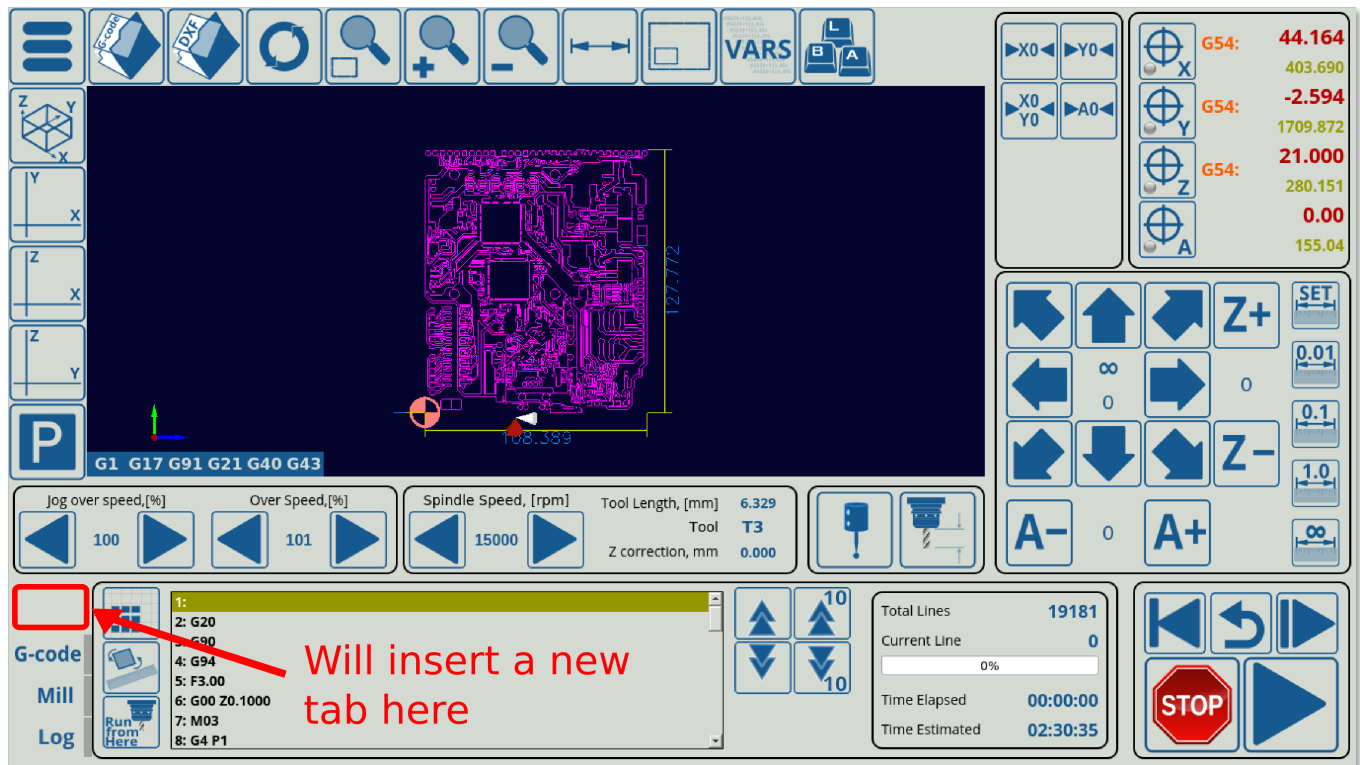 G-code
DXF
VARS
L
B
A
X0
Y0
X0
Y0
A0
X
G54:
44.164
403.690
Y
G54:
-2.594
1709.872
Z
G54:
21.000
280.151
A
0.00
155.04
Z
Y
X
Y
X
Z
X
Z
Y
P
127.772
108.389
G1 G17 G91 G21 G40 G43
Z+
SET
0.01
∞
0
0
0.1
Z-
1.0
A-
0
A+
∞
Jog over speed,[%]
Over Speed,[%]
100
101
Spindle Speed, [rpm]
15000
Tool Length, [mm] 6.329
Tool T3
Z correction, mm 0.000
G-code
Mill
Log
Run
from
Here
1:
2: G20
3: G90
4: G94
5: F3.00
6: G00 Z0.1000
7: M03
8: G4 P1
Will insert a new
tab here
10
10
Total Lines 19181
Current Line 0
0%
Time Elapsed 00:00:00
Time Estimated 02:30:35
STOP